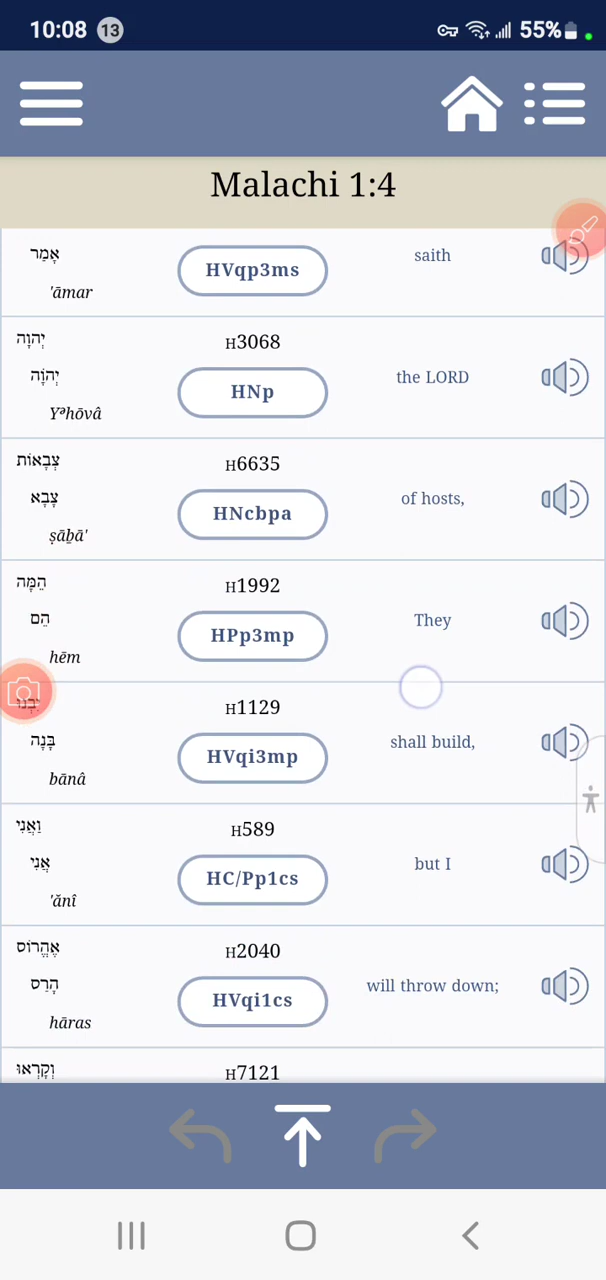 10:08 13 55%
Malachi 1:4
אָמַר
'āmar
HVqp3ms
saith
יְהוָה
יְהֹוָה
Yᵊhōvâ
H3068
HNp
the LORD
צְבָאוֹת
צָבָא
ṣāḇā'
H6635
HNcbpa
of hosts,
הֵמָּה
הֵם
hēm
H1992
HPp3mp
They
יִבְנוּ
בָּנָה
bānâ
H1129
HVqi3mp
shall build,
וַאֲנִי
אֲנִי
'ănî
H589
HC/Pp1cs
but I
אֶהֱרוֹס
הָרַס
hāras
H2040
HVqi1cs
will throw down;
וְקָרְאוּ
H7121